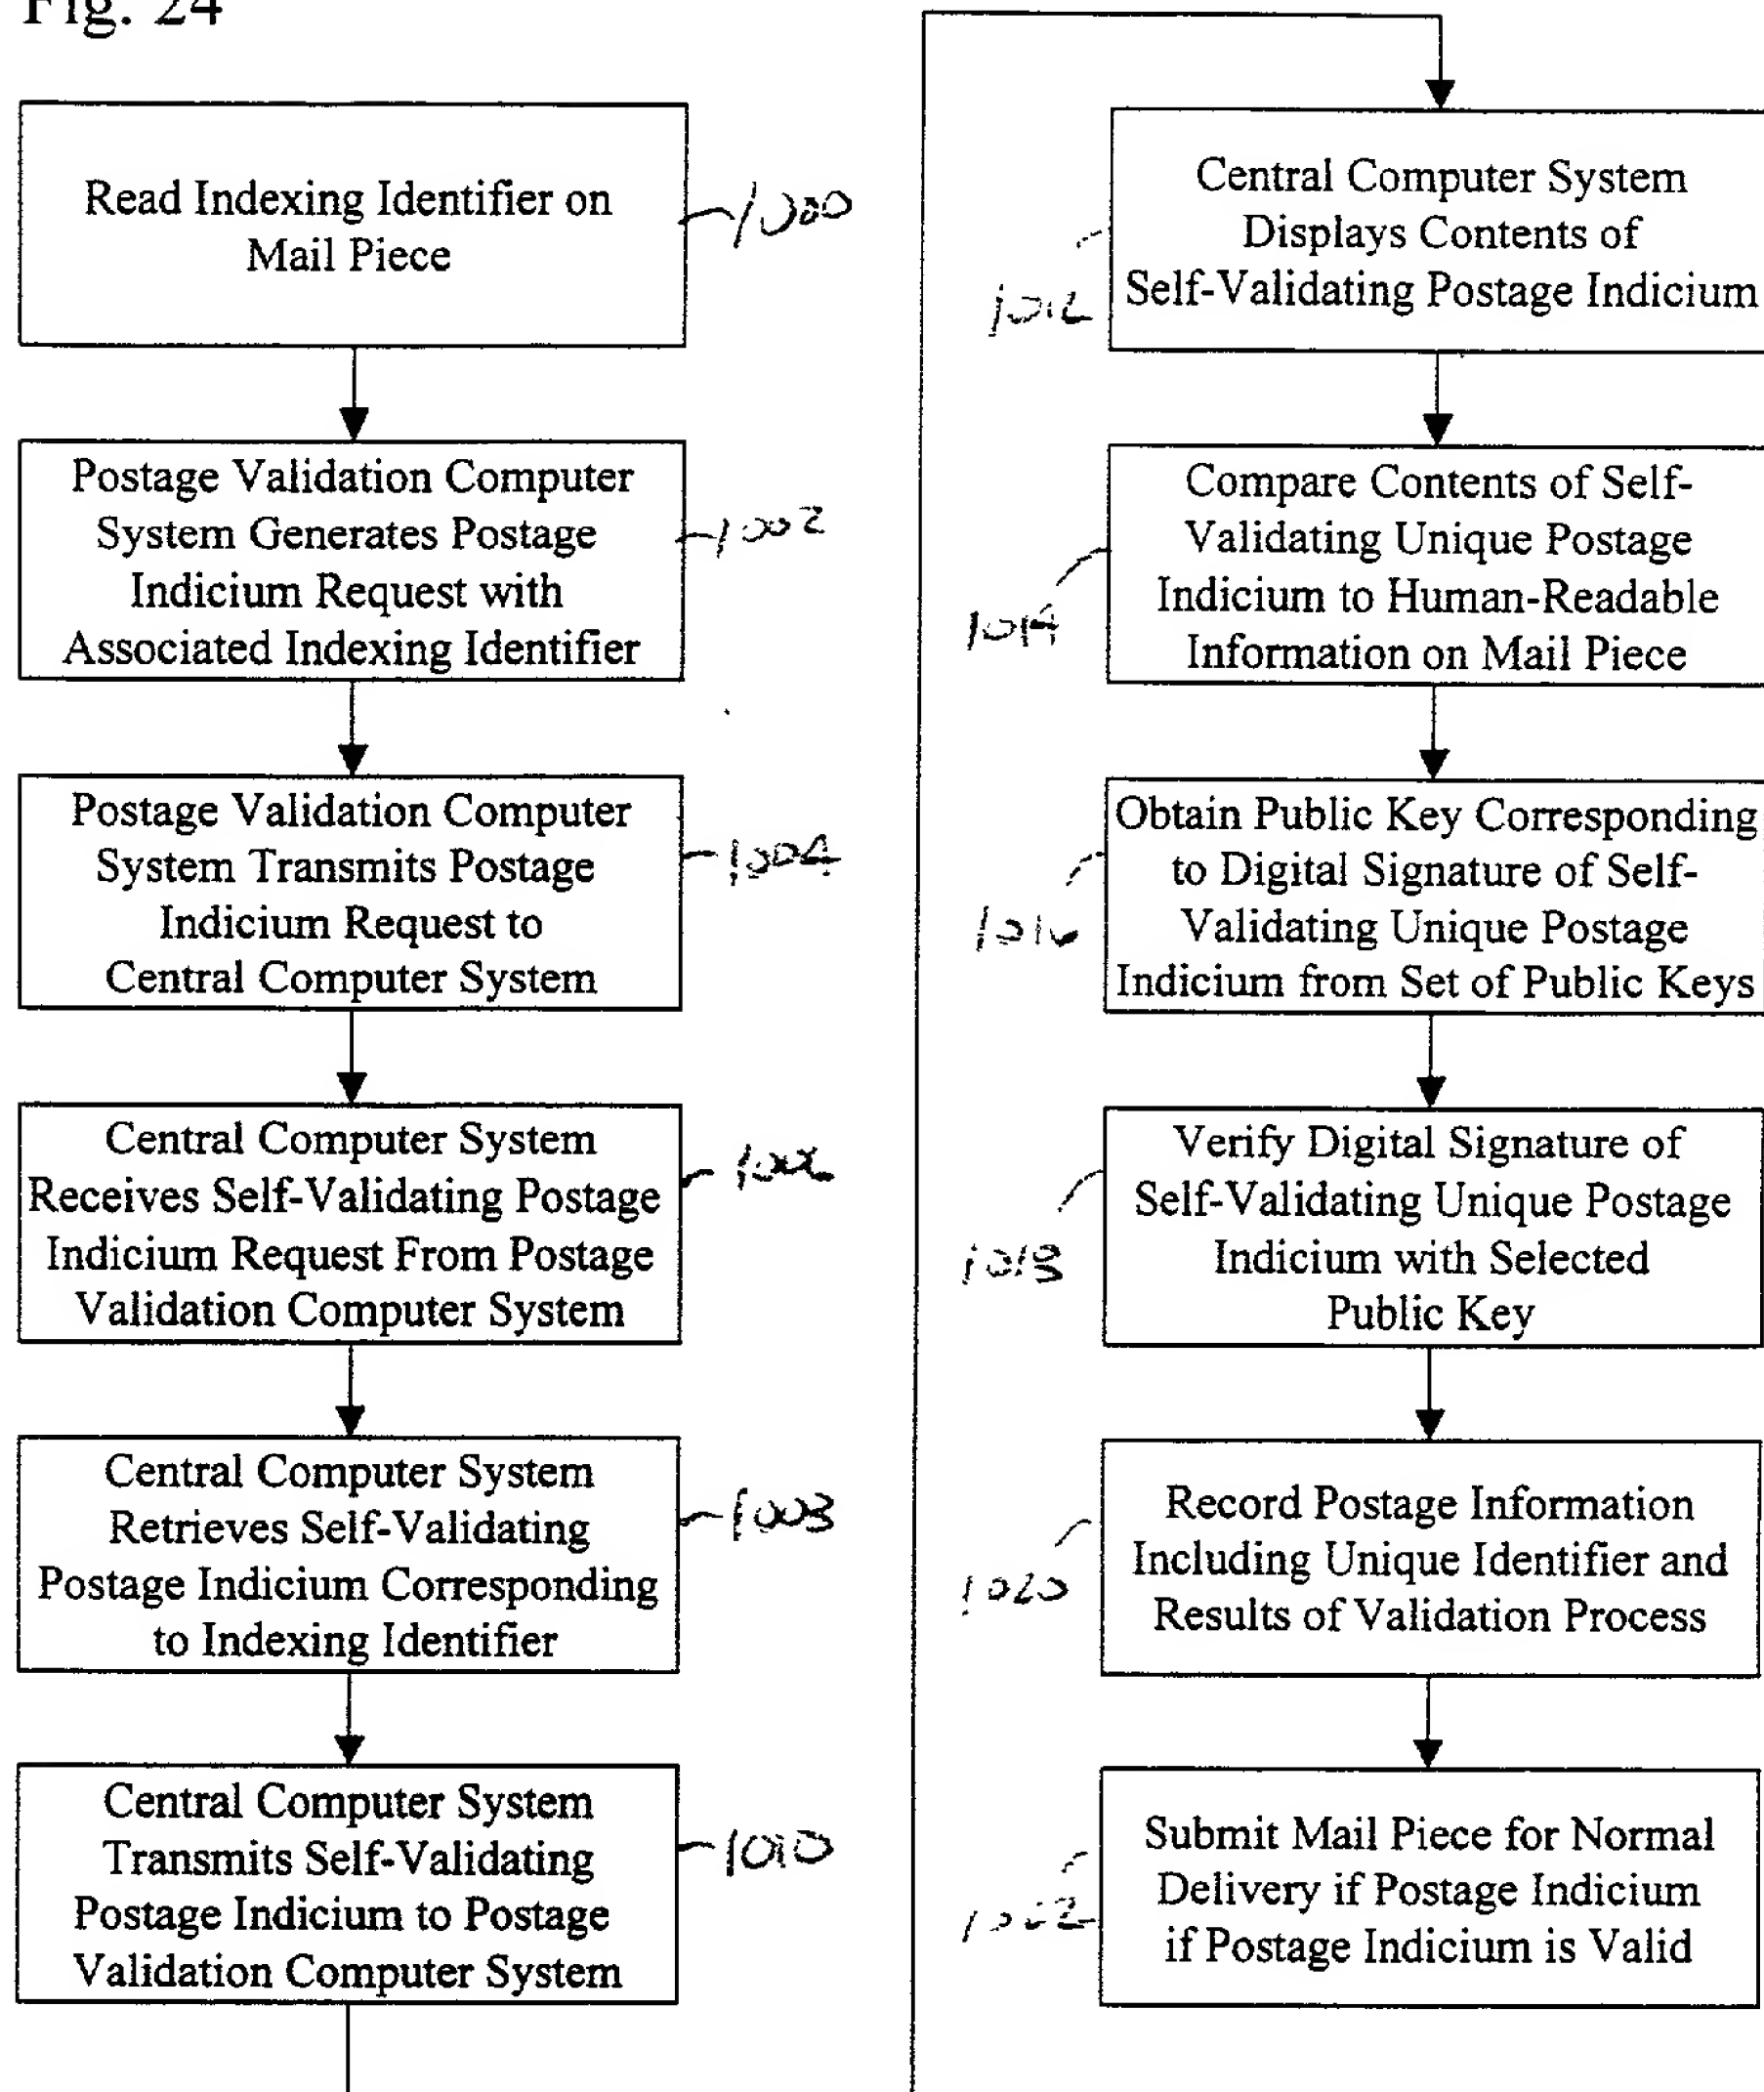 Fig. 24
Read Indexing Identifier on
Mail Piece
1000
Postage Validation Computer
System Generates Postage
Indicium Request with
Associated Indexing Identifier
1002
Postage Validation Computer
System Transmits Postage
Indicium Request to
Central Computer System
1004
Central Computer System
Receives Self-Validating Postage
Indicium Request From Postage
Validation Computer System
Central Computer System
Retrieves Self-Validating
Postage Indicium Corresponding
to Indexing Identifier
Central Computer System
Transmits Self-Validating
Postage Indicium to Postage
Validation Computer System
1010
Central Computer System
Displays Contents of
Self-Validating Postage Indicium
1012
Compare Contents of Self-
Validating Unique Postage
Indicium to Human-Readable
Information on Mail Piece
1014
Obtain Public Key Corresponding
to Digital Signature of Self-
Validating Unique Postage
Indicium from Set of Public Keys
1016
Verify Digital Signature of
Self-Validating Unique Postage
Indicium with Selected
Public Key
1018
Record Postage Information
Including Unique Identifier and
Results of Validation Process
1020
Submit Mail Piece for Normal
Delivery if Postage Indicium
if Postage Indicium is Valid
1022